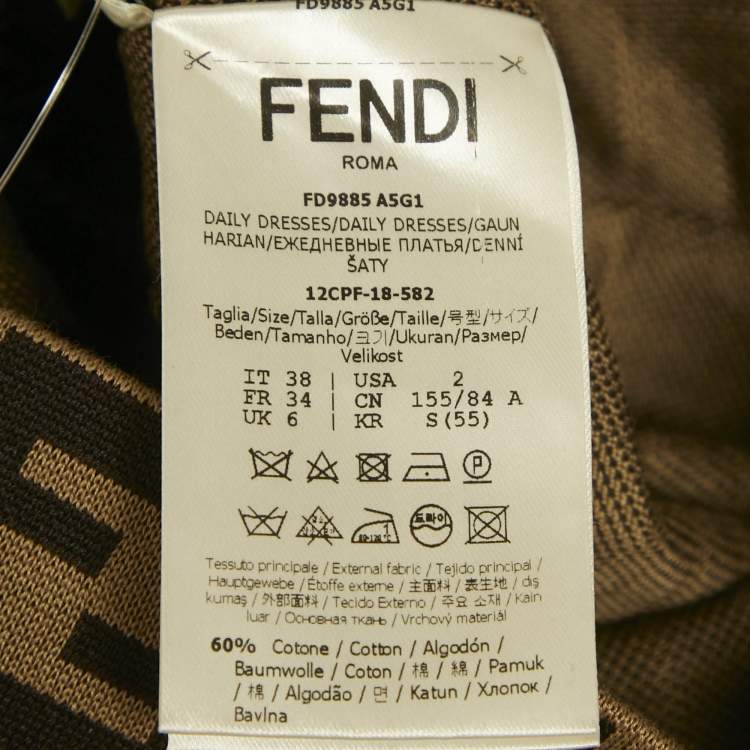 FD9885 A5G1
FENDI
ROMA
FD9885 A5G1
DAILY DRESSES/DAILY DRESSES/GAUN
HARIAN/ЕЖЕДНЕВНЫЕ ПЛАТЬЯ/DENNÍ
ŠATY
12CPF-18-582
Taglia/Size/Talla/Größe/Taille/号型/サイズ/
Beden/Tamanho/크기/Ukuran/Размер/
Velikost
IT 38 | USA 2
FR 34 | CN 155/84 A
UK 6 | KR S(55)
P
드라이
Tessuto principale / External fabric / Tejido principal /
Hauptgewebe / Étoffe externe / 主面料 / 表生地 / dış
kumaş / 外部面料 / Tecido Externo / 주요 소재 / Kain
luar / Основная ткань / Vrchový materiál
60% Cotone / Cotton / Algodón /
Baumwolle / Coton / 棉 / 綿 / Pamuk
/ 棉 / Algodão / 면 / Katun / Хлопок /
Bavlna